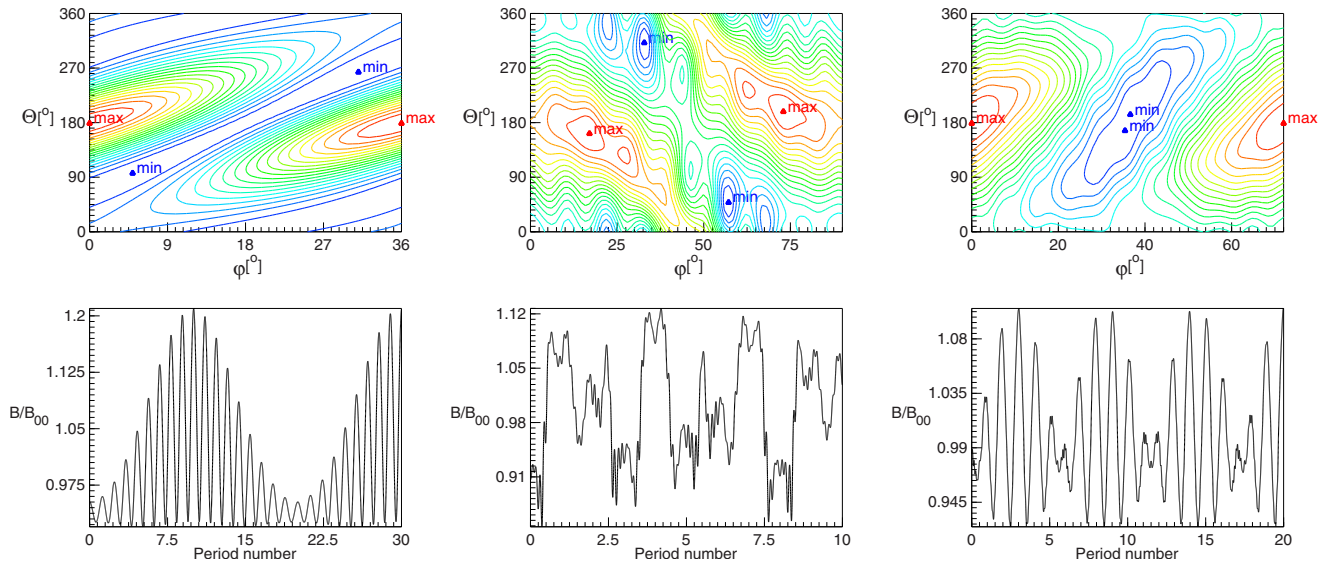 360
270
Θ[°]
180
90
0
max
min
min
max
0
9
18
27
36
φ[°]
360
270
Θ[°]
180
90
0
min
max
max
min
0
25
50
75
φ[°]
360
270
Θ[°]
180
90
0
max
min
min
max
0
20
40
60
φ[°]
1.2
1.125
B/B00
1.05
0.975
0
7.5
15
22.5
30
Period number
1.12
1.05
B/B00
0.98
0.91
0
2.5
5
7.5
10
Period number
1.08
1.035
B/B00
0.99
0.945
0
5
10
15
20
Period number